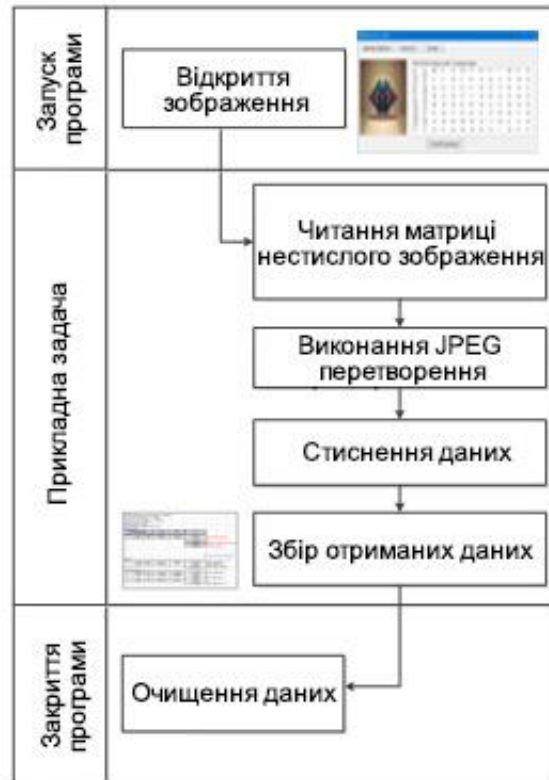 Запуск
програми
Відкриття
зображення
Прикладна задача
Читання матриці
нестислого зображення
Виконання JPEG
перетворення
Стиснення даних
Збір отриманих даних
Закриття
програми
Очищення даних